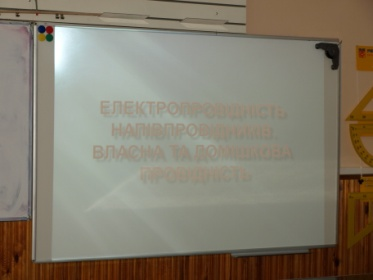 ЕЛЕКТРОПРОВІДНІСТЬ
НАПІВПРОВІДНИКІВ.
ВЛАСНА ТА ДОМІШКОВА
ПРОВІДНІСТЬ